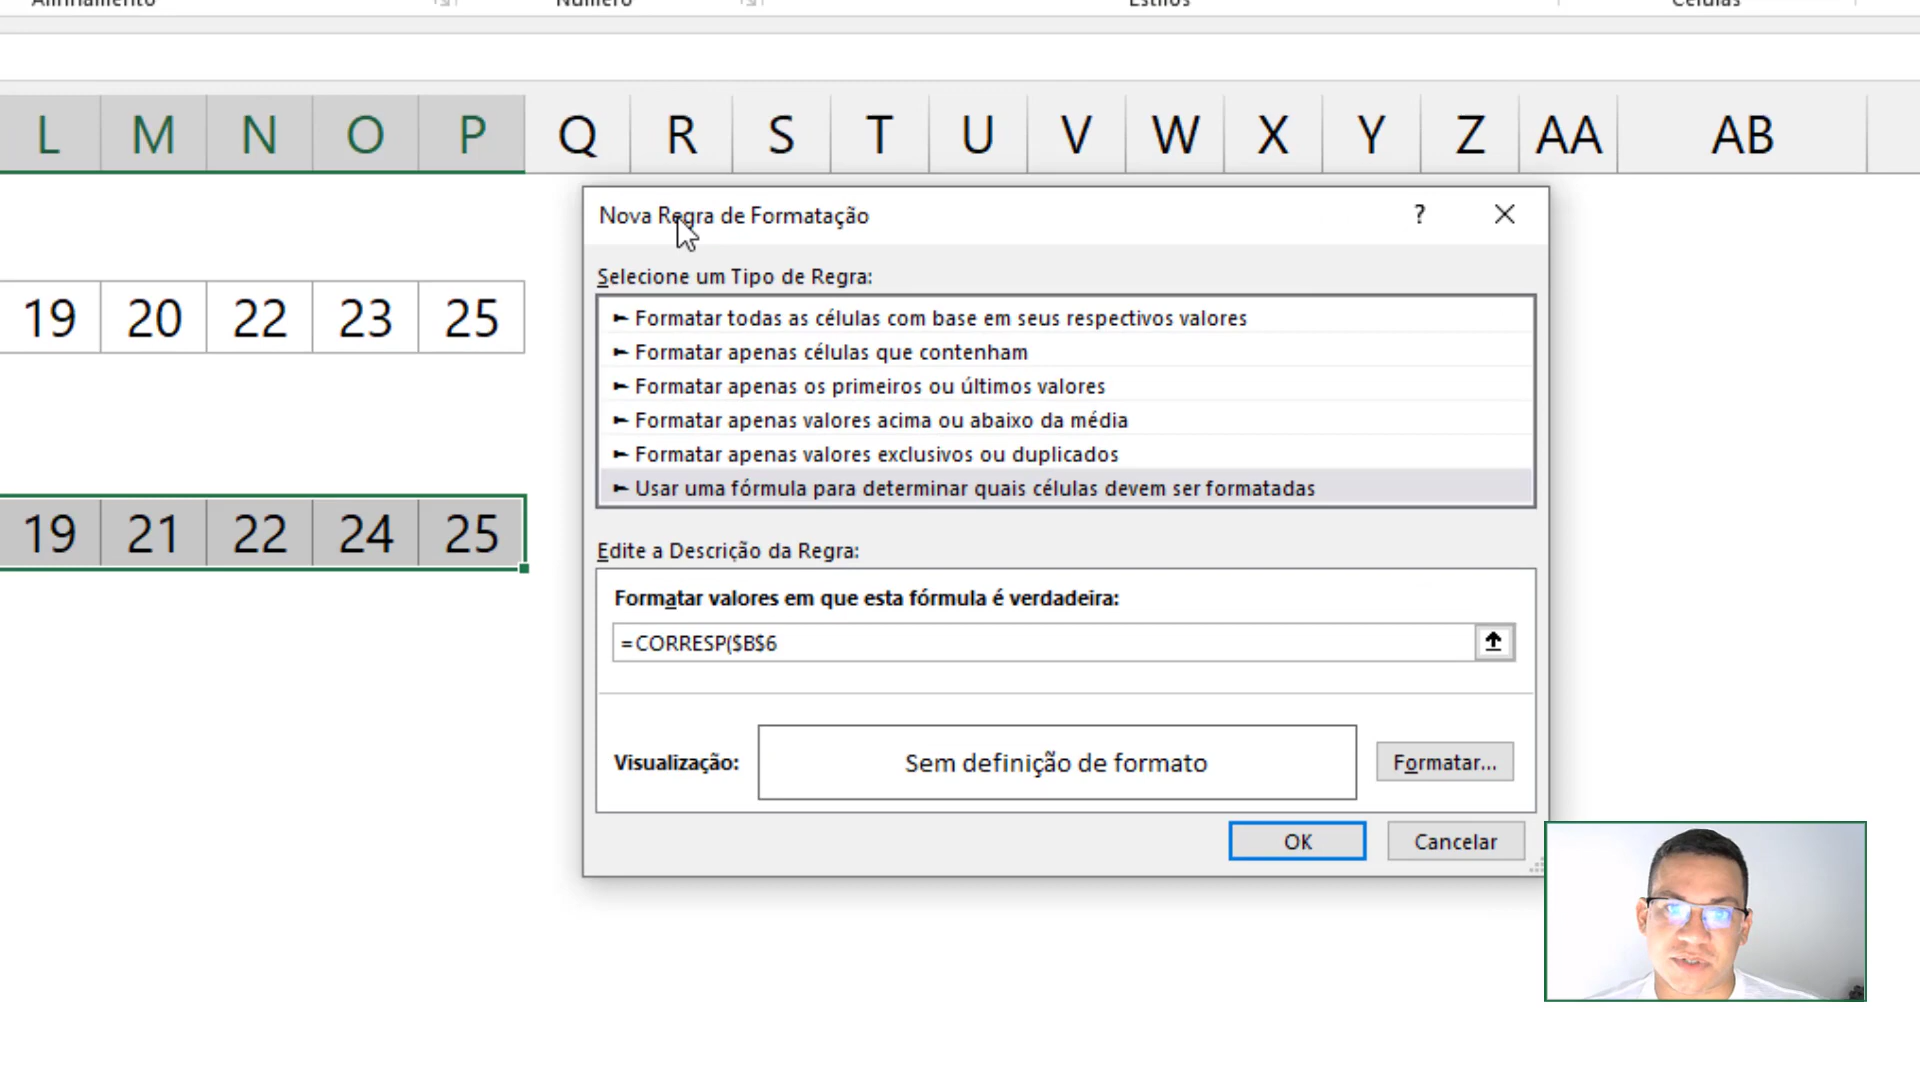 Alinhamento Número Estilos Células
L M N O P Q R S T U V W X Y Z AA AB
Nova Regra de Formatação ?
Selecione um Tipo de Regra:
19 20 22 23 25
► Formatar todas as células com base em seus respectivos valores
► Formatar apenas células que contenham
► Formatar apenas os primeiros ou últimos valores
► Formatar apenas valores acima ou abaixo da média
► Formatar apenas valores exclusivos ou duplicados
► Usar uma fórmula para determinar quais células devem ser formatadas
19 21 22 24 25
Edite a Descrição da Regra:
Formatar valores em que esta fórmula é verdadeira:
=CORRESP($B$6
Visualização: Sem definição de formato Formatar...
OK Cancelar